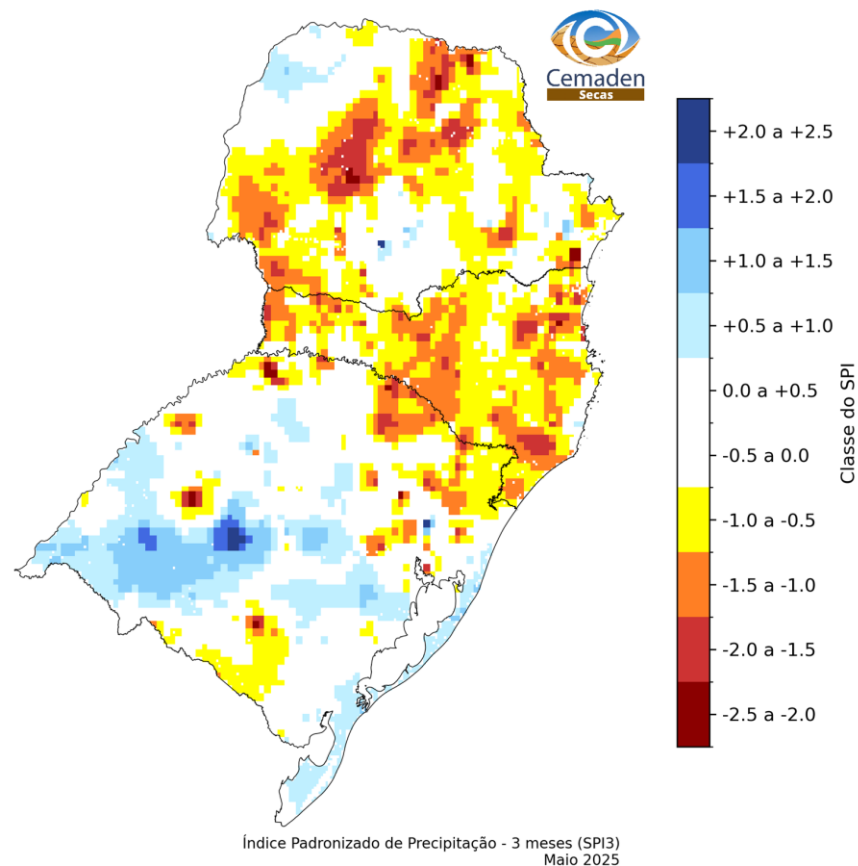 Cemaden
Secas
+2.0 a +2.5
+1.5 a +2.0
+1.0 a +1.5
+0.5 a +1.0
0.0 a +0.5
-0.5 a 0.0
-1.0 a -0.5
-1.5 a -1.0
-2.0 a -1.5
-2.5 a -2.0
Classe do SPI
Índice Padronizado de Precipitação - 3 meses (SPI3)
Maio 2025